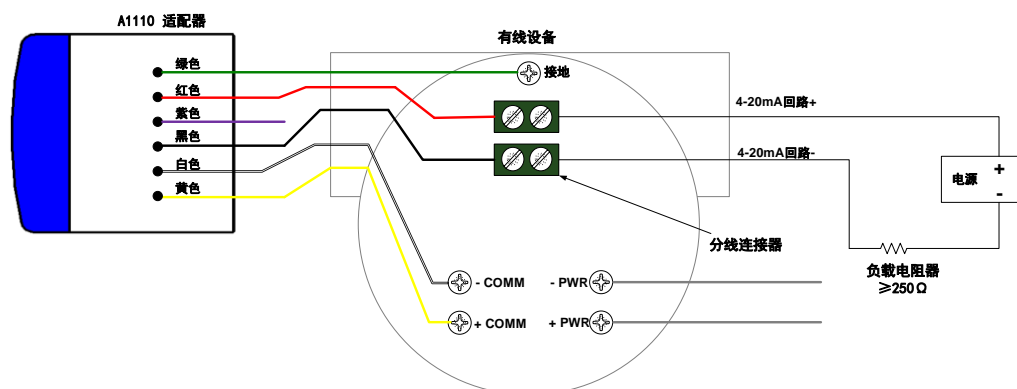 A1110 适配器
有线设备
绿色
接地
红色
4-20mA回路+
紫色
黑色
4-20mA回路-
白色
+
电源
黄色
-
分线连接器
负载电阻器
≥250Ω
- COMM
- PWR
+ COMM
+ PWR